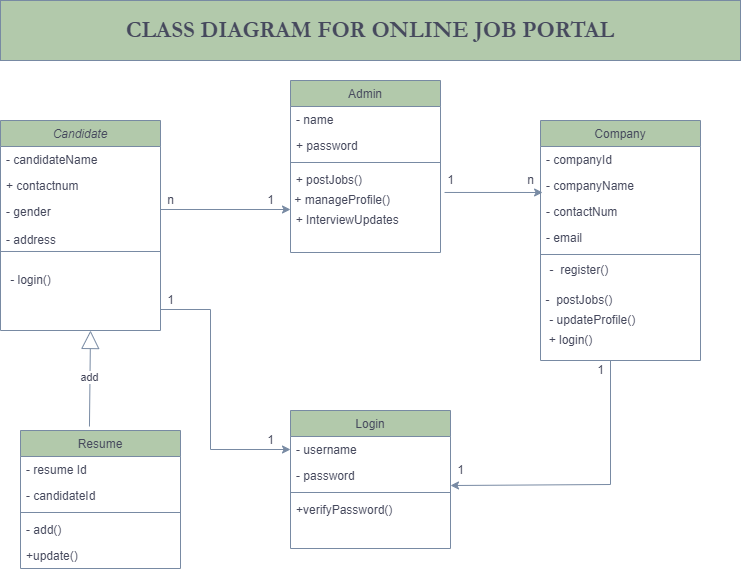 CLASS DIAGRAM FOR ONLINE JOB PORTAL
Admin
- name
+ password
+ postJobs()
+ manageProfile()
+ InterviewUpdates
Candidate
- candidateName
+ contactnum
- gender
- address
- login()
Company
- companyId
- companyName
- contactNum
- email
- register()
- postJobs()
- updateProfile()
+ login()
n
1
1
n
1
1
1
1
add
Resume
- resume Id
- candidateId
- add()
+update()
Login
- username
- password
+verifyPassword()